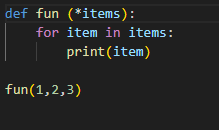 def fun (*items):
    for item in items:
        print(item)

fun(1,2,3)